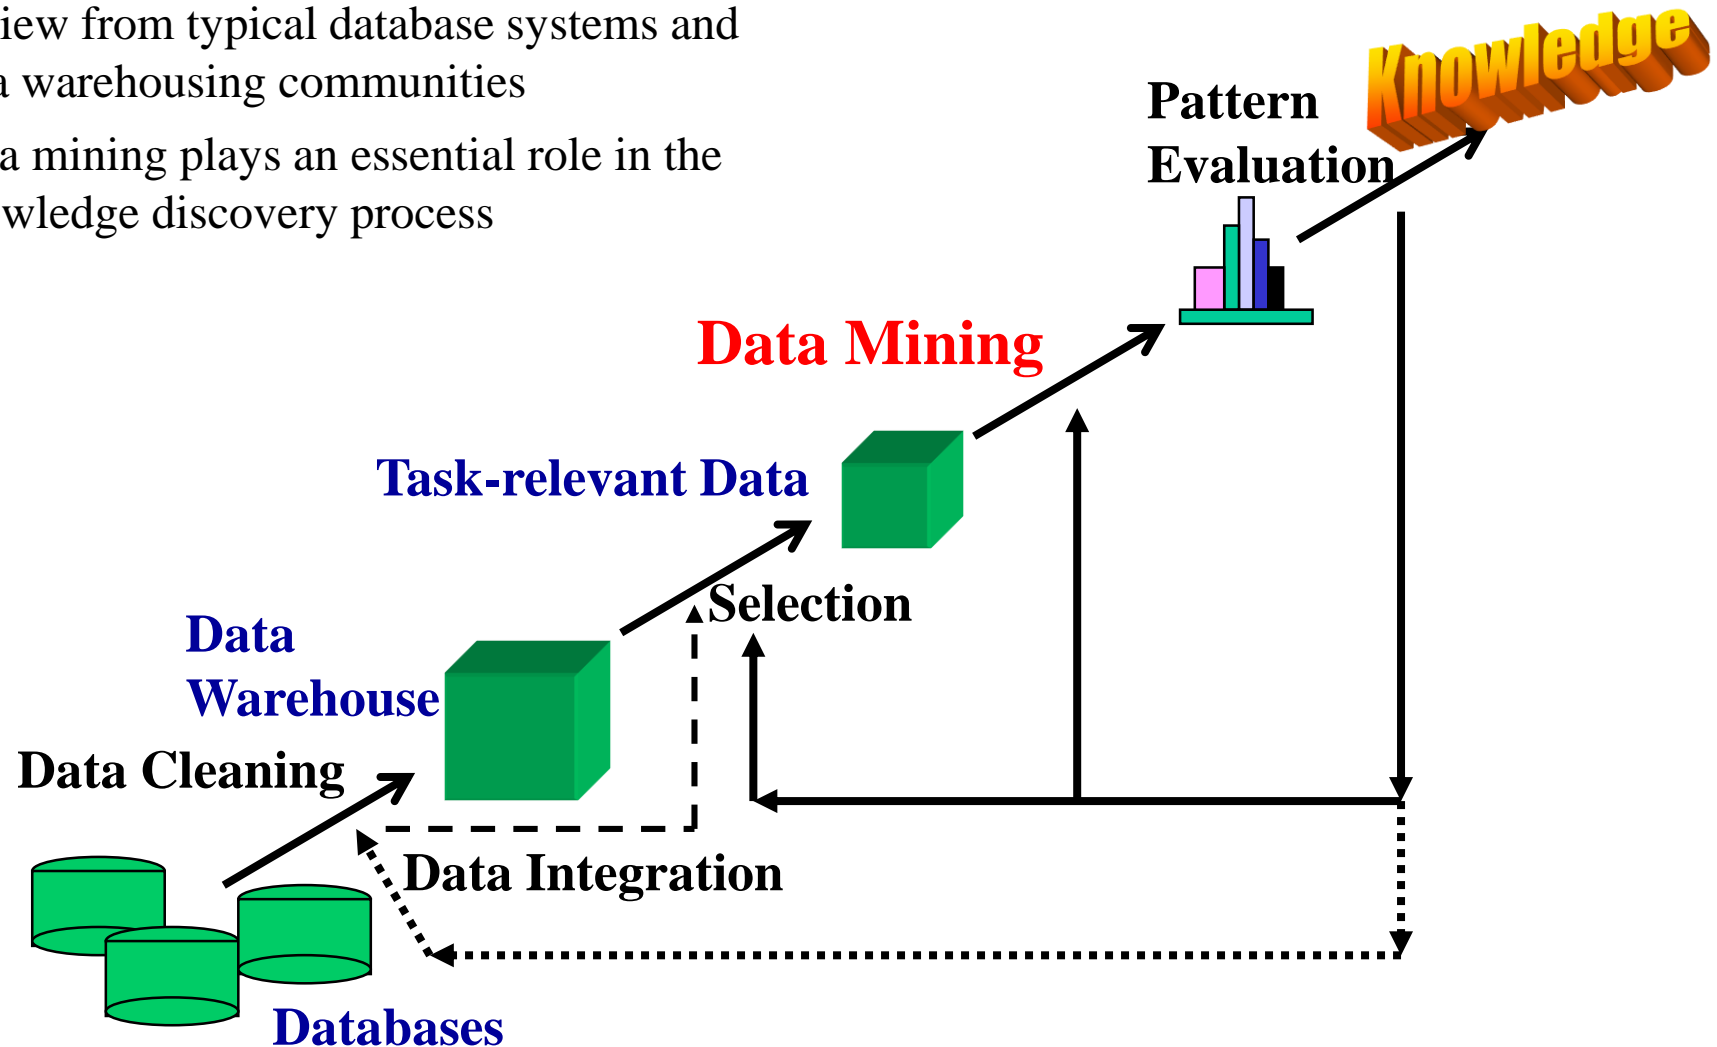 iew from typical database systems and
a warehousing communities
a mining plays an essential role in the
wledge discovery process
Knowledge
Pattern
Evaluation
Data Mining
Task-relevant Data
Selection
Data
Warehouse
Data Cleaning
Data Integration
Databases